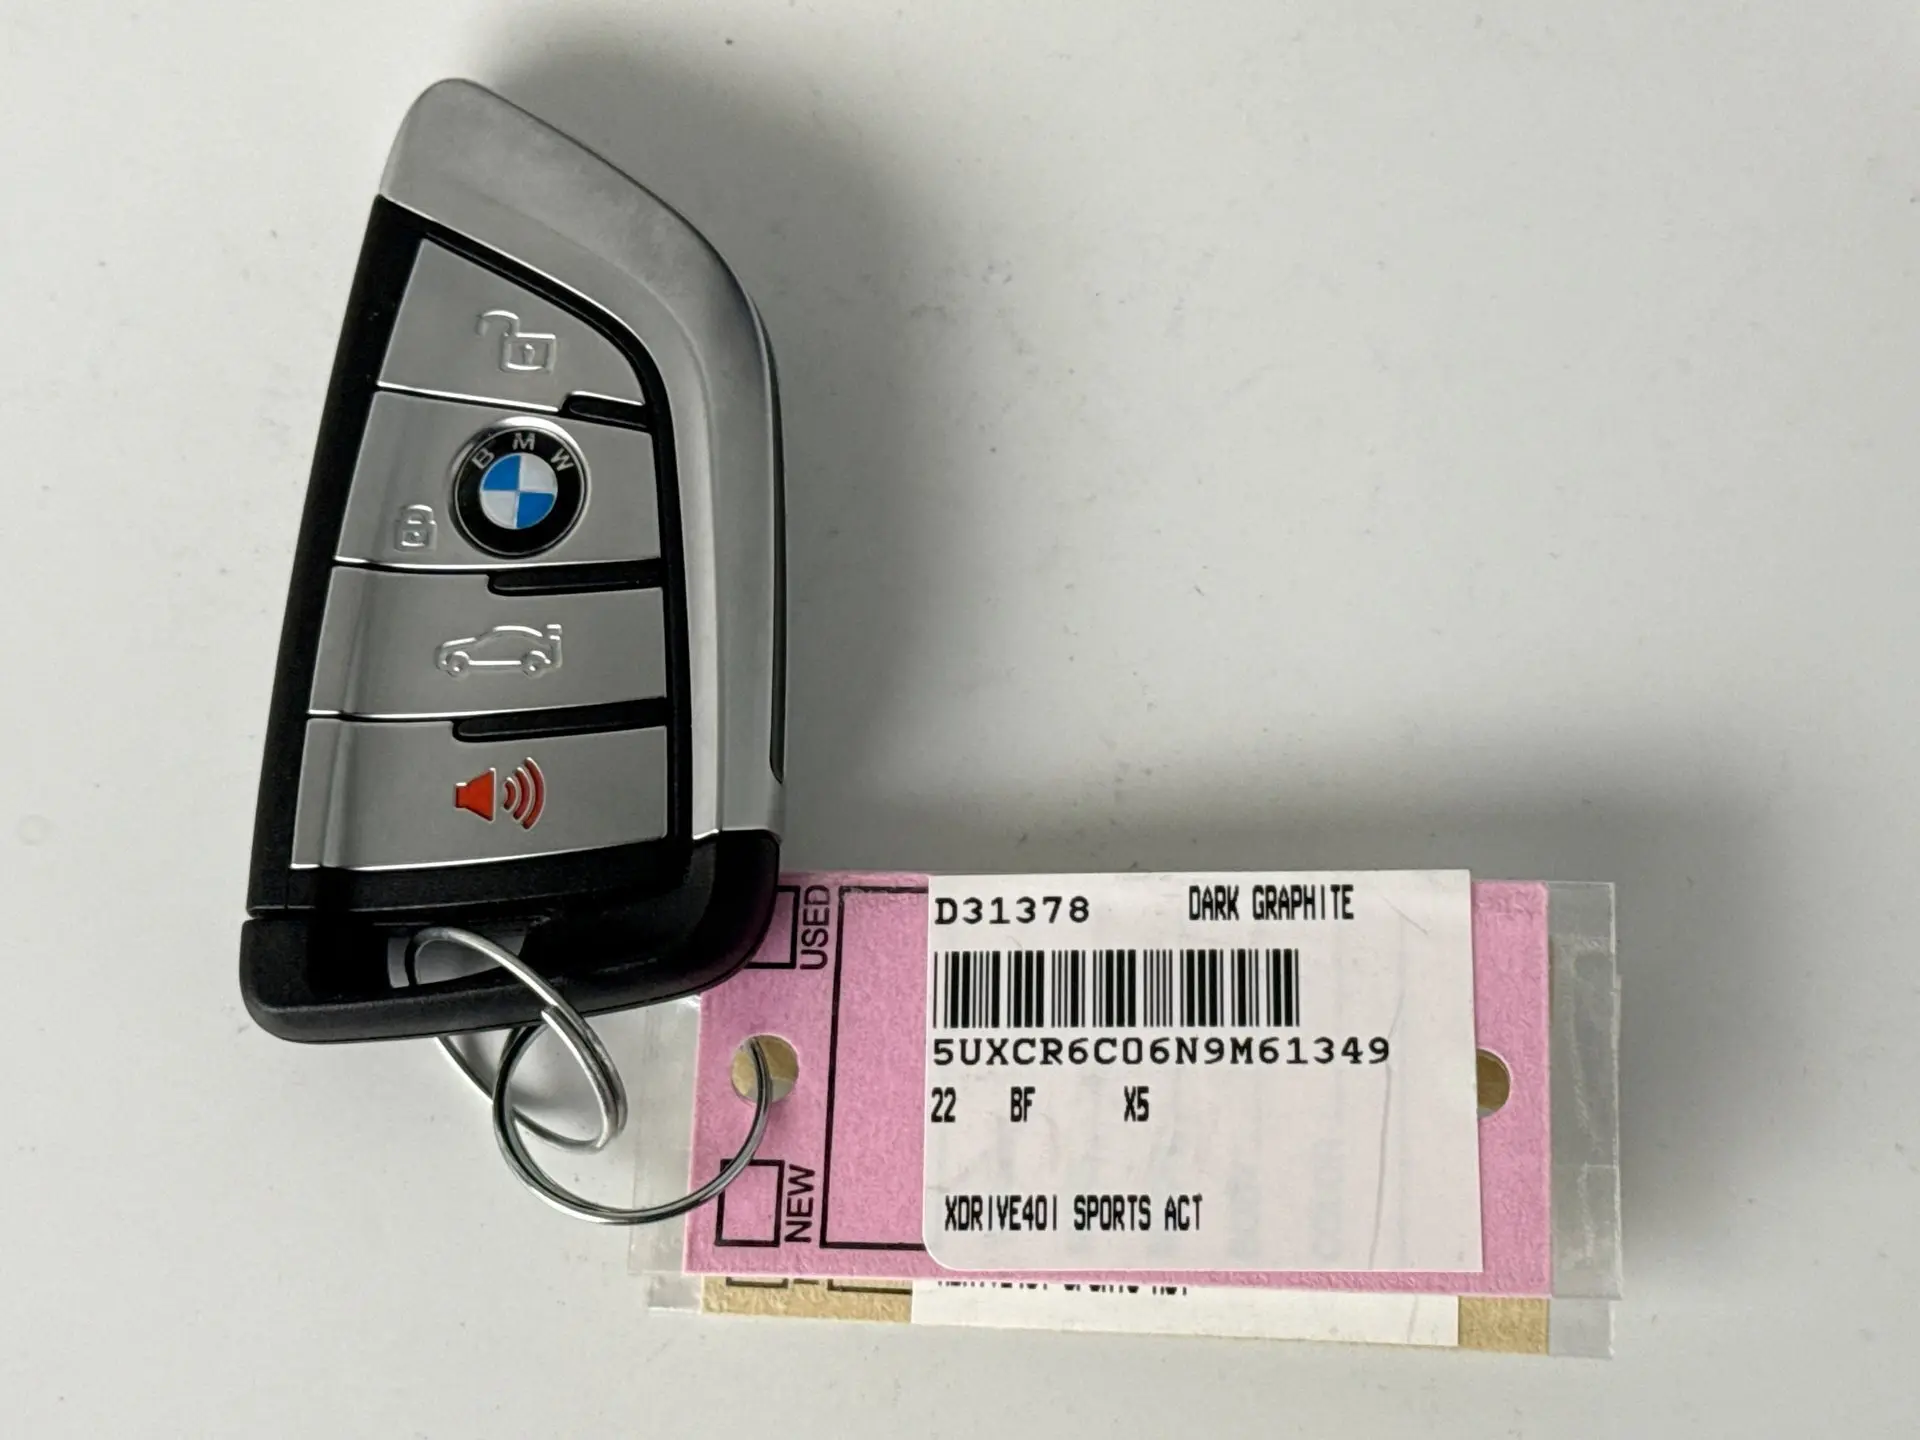 BMW
USED
NEW
D31378 DARK GRAPHITE
5UXCR6C06N9M61349
22 BF X5
XDRIVE40I SPORTS ACT